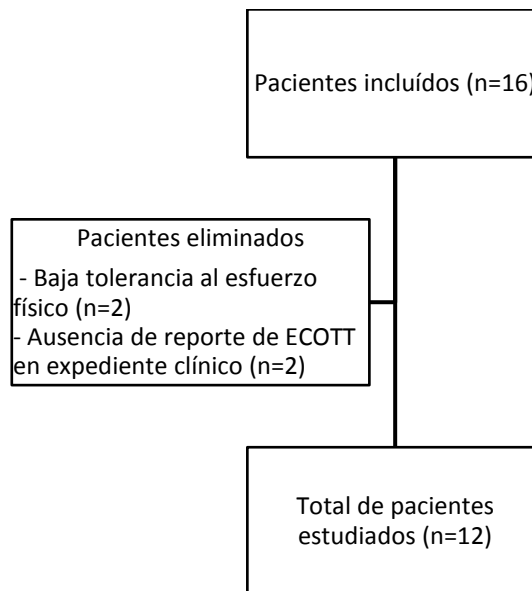 Pacientes incluídos (n=16)
Pacientes eliminados
- Baja tolerancia al esfuerzo
físico (n=2)
- Ausencia de reporte de ECOTT
en expediente clínico (n=2)
Total de pacientes
estudiados (n=12)